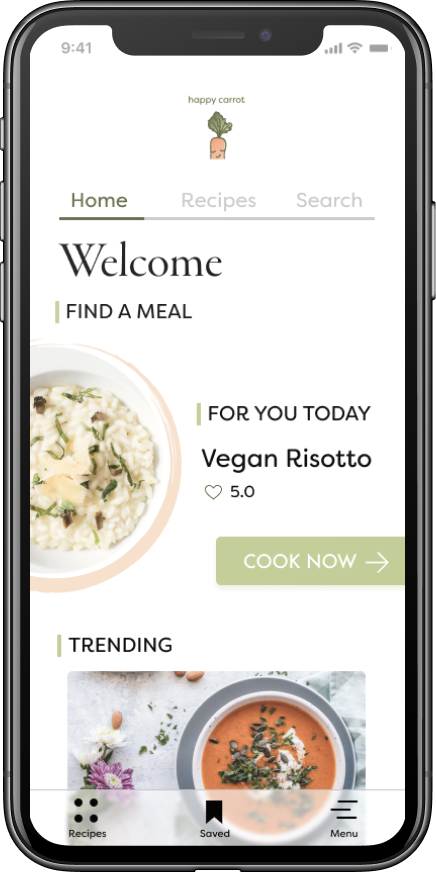 9:41
happy carrot
Home Recipes Search
Welcome
FIND A MEAL
FOR YOU TODAY
Vegan Risotto
5.0
COOK NOW
TRENDING
Recipes Saved Menu